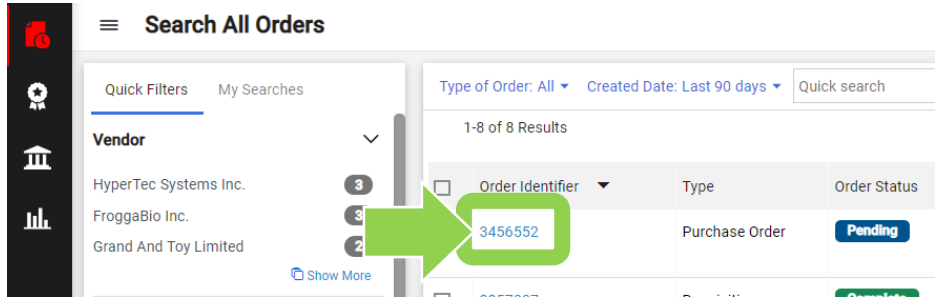 Search All Orders
Quick Filters My Searches
Vendor
HyperTec Systems Inc. 3
FroggaBio Inc. 3
Grand And Toy Limited 2
Show More
Type of Order: All Created Date: Last 90 days Quick search
1-8 of 8 Results
Order Identifier Type Order Status
3456552 Purchase Order Pending